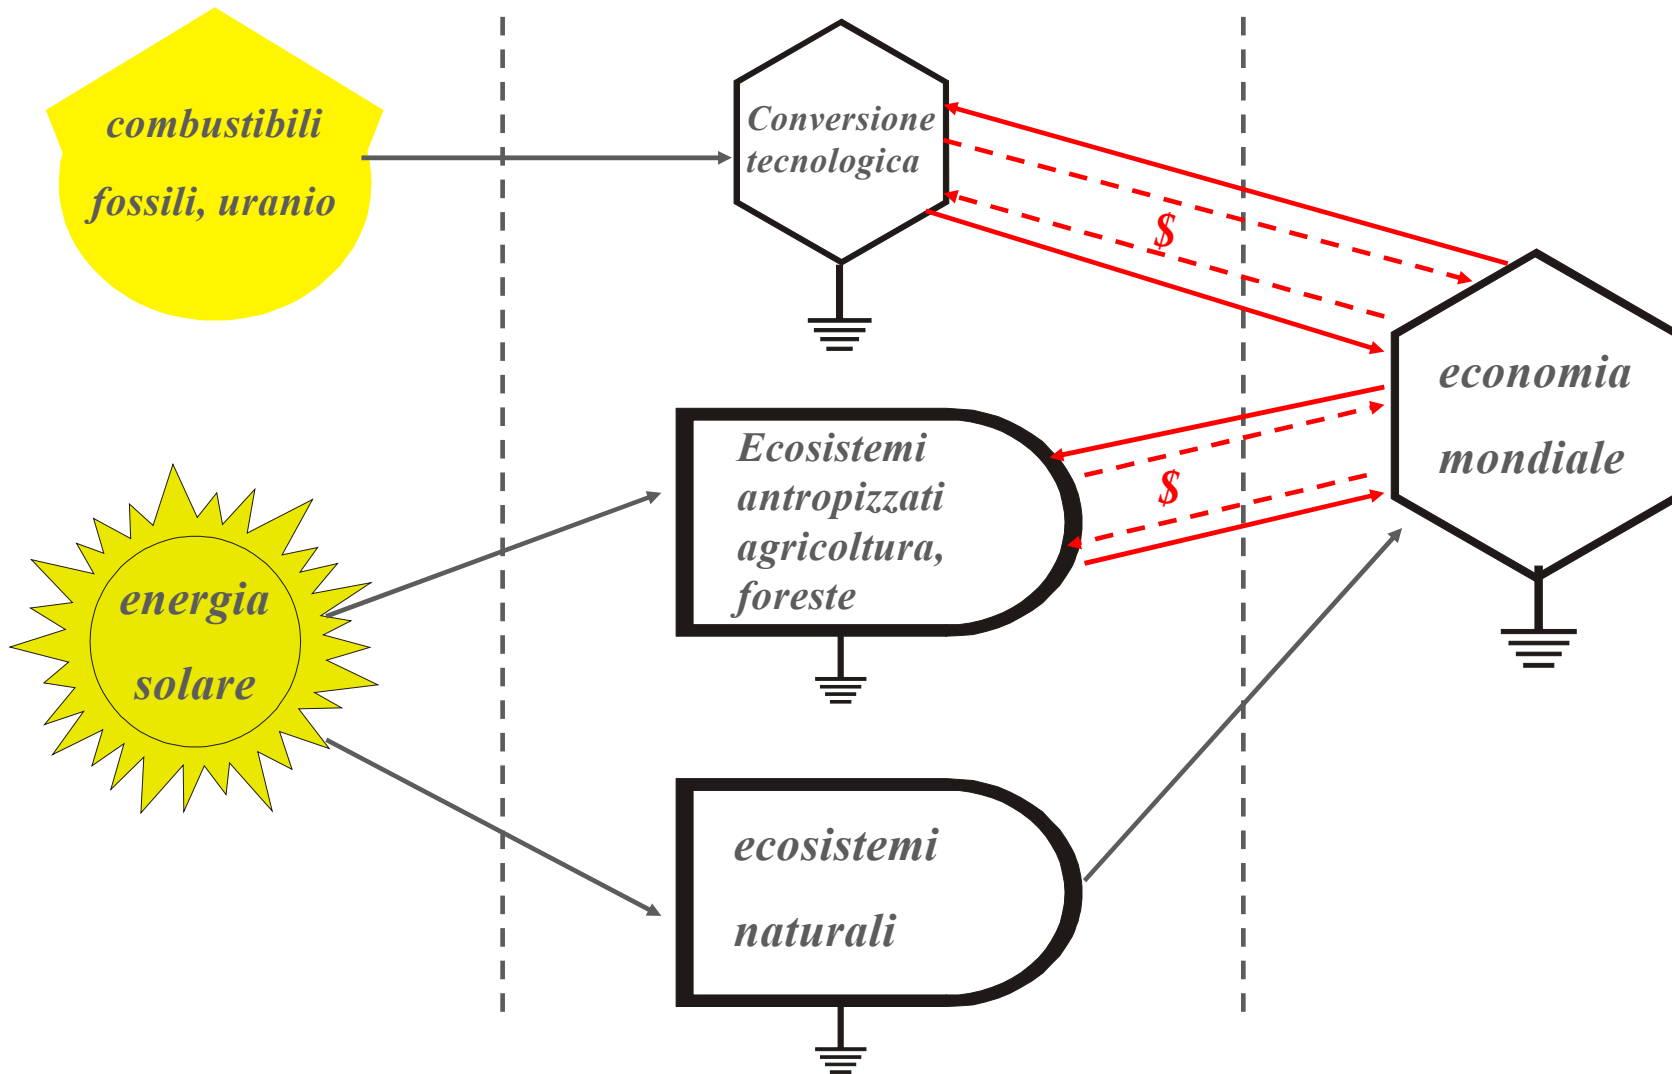 combustibili
fossili, uranio
Conversione
tecnologica
$
economia
mondiale
Ecosistemi
antropizzati
agricoltura,
foreste
$
energia
solare
ecosistemi
naturali